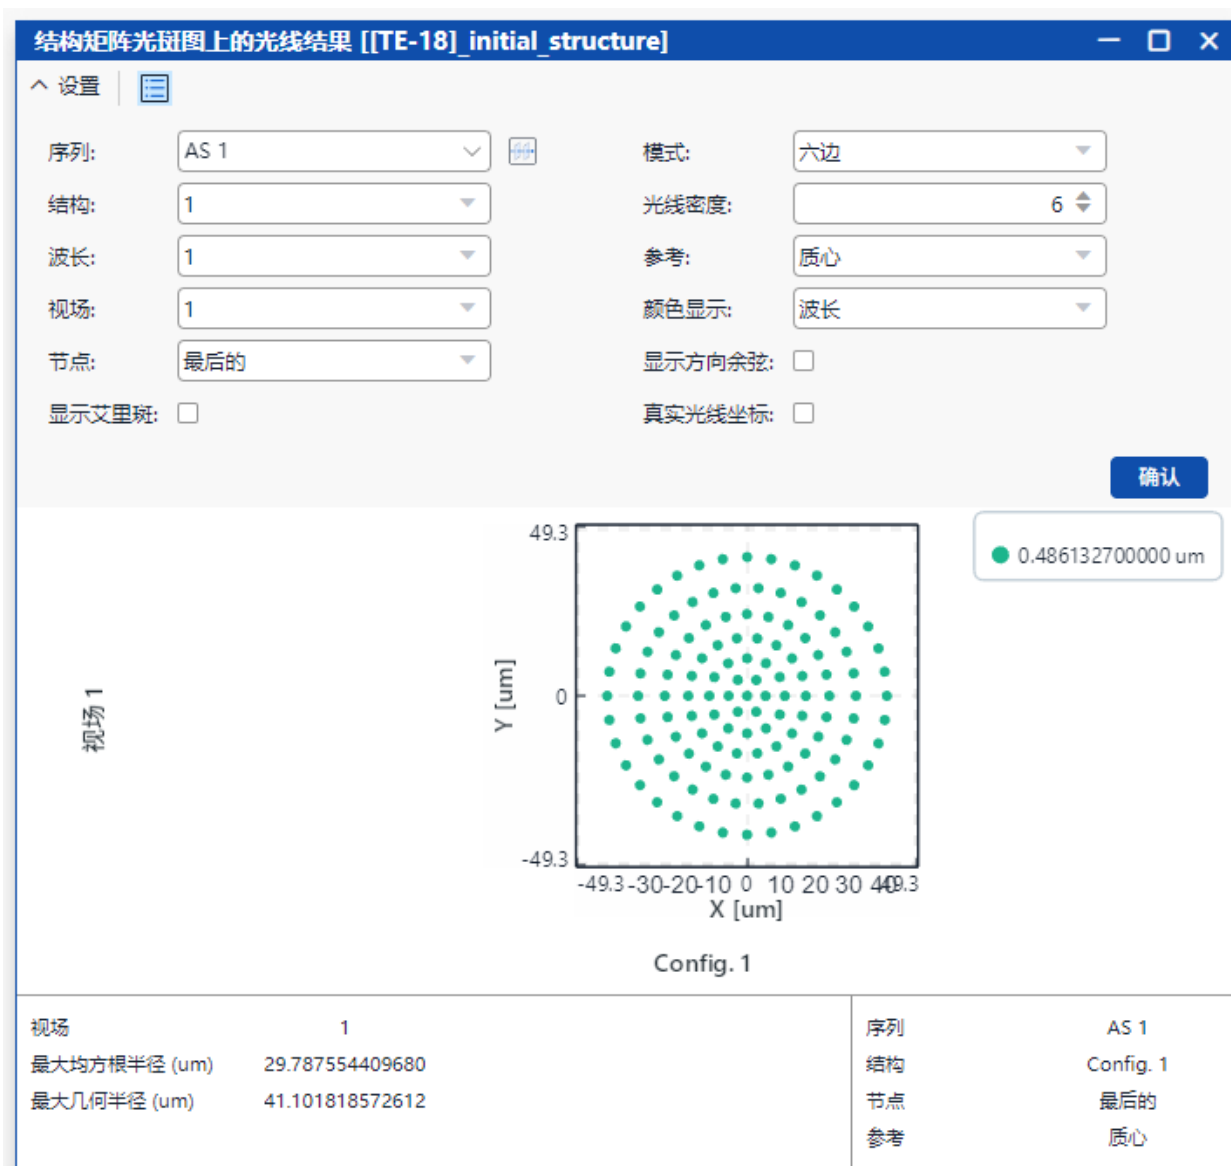 结构矩阵光斑图上的光线结果 [[TE-18]_initial_structure]
设置
序列: AS 1 模式: 六边
结构: 1 光线密度: 6
波长: 1 参考: 质心
视场: 1 颜色显示: 波长
节点: 最后的 显示方向余弦:
显示艾里斑: 真实光线坐标:
确认
0.486132700000 um
49.3
Y [um]
0
-49.3
视场 1
-49.3 -30 -20 -10 0 10 20 30 40 49.3
X [um]
Config. 1
视场 1 序列 AS 1
最大均方根半径 (um) 29.787554409680 结构 Config. 1
最大几何半径 (um) 41.101818572612 节点 最后的
参考 质心